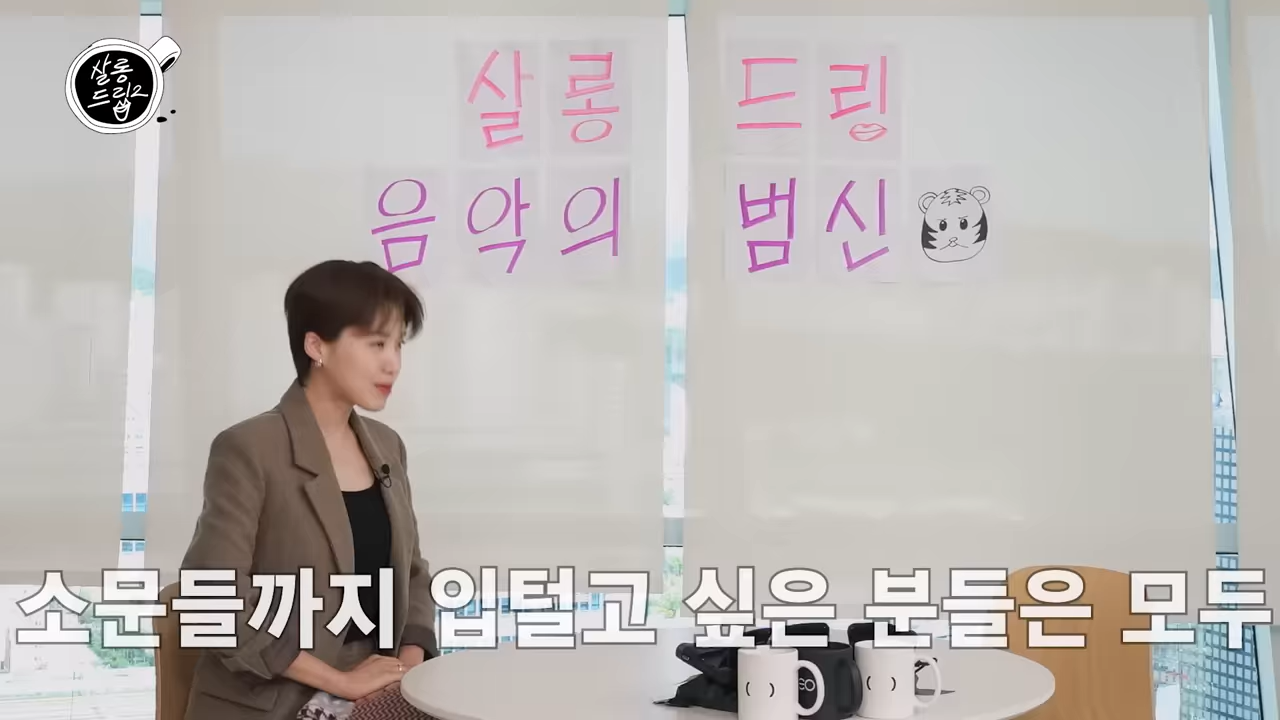 살롱
드립2
살롱 드링
음악의 범신
소문들까지 입털고 싶은 분들은 모두